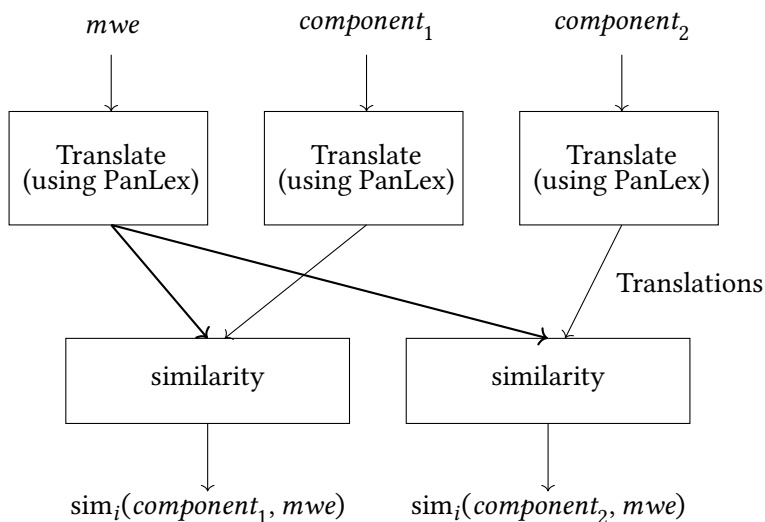 mwe component₁ component₂
Translate Translate Translate
(using PanLex) (using PanLex) (using PanLex)
Translations
similarity similarity
simᵢ(component₁, mwe) simᵢ(component₂, mwe)